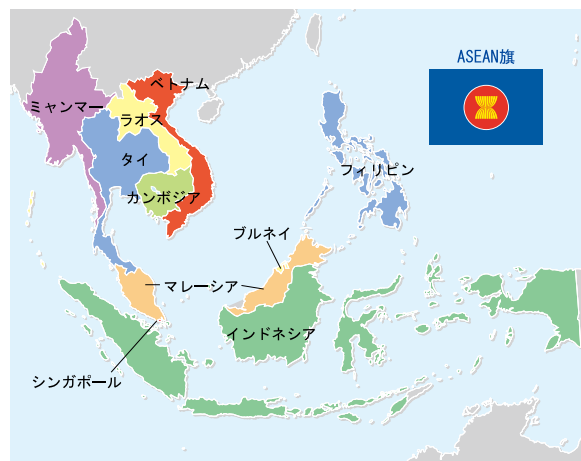 ASEAN旗
ベトナム
ミャンマー
ラオス
タイ
フィリピン
カンボジア
ブルネイ
マレーシア
インドネシア
シンガポール